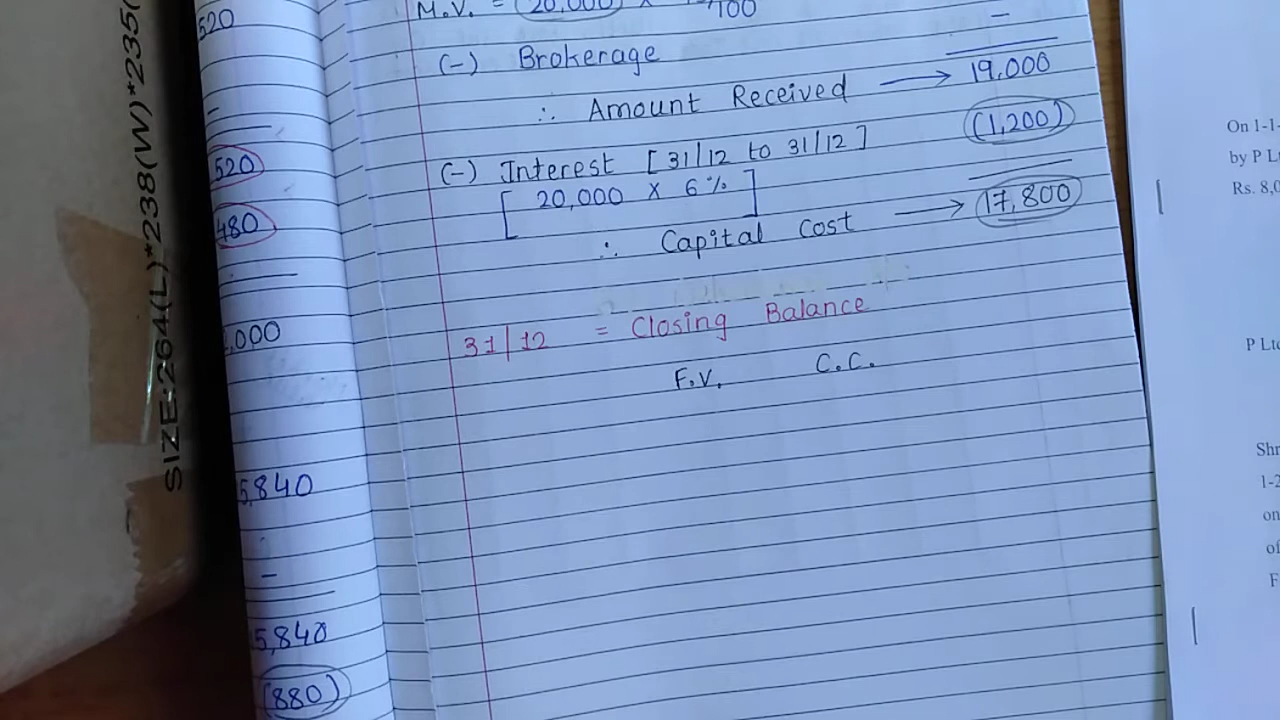 SIZE:264(L)*238(W)*235(
520
520
480
,000
5,840
5,840
(880)
M.V. = 20,000 × /100
(-) Brokerage –
∴ Amount Received → 19,000
(-) Interest [31/12 to 31/12] (1,200)
[20,000 × 6%]
∴ Capital Cost → 17,800
31/12 = Closing Balance
F.V. C.C.
On 1-1-
by P Lt
Rs. 8,0
P Ltd
Shr
1-2
on
of
F